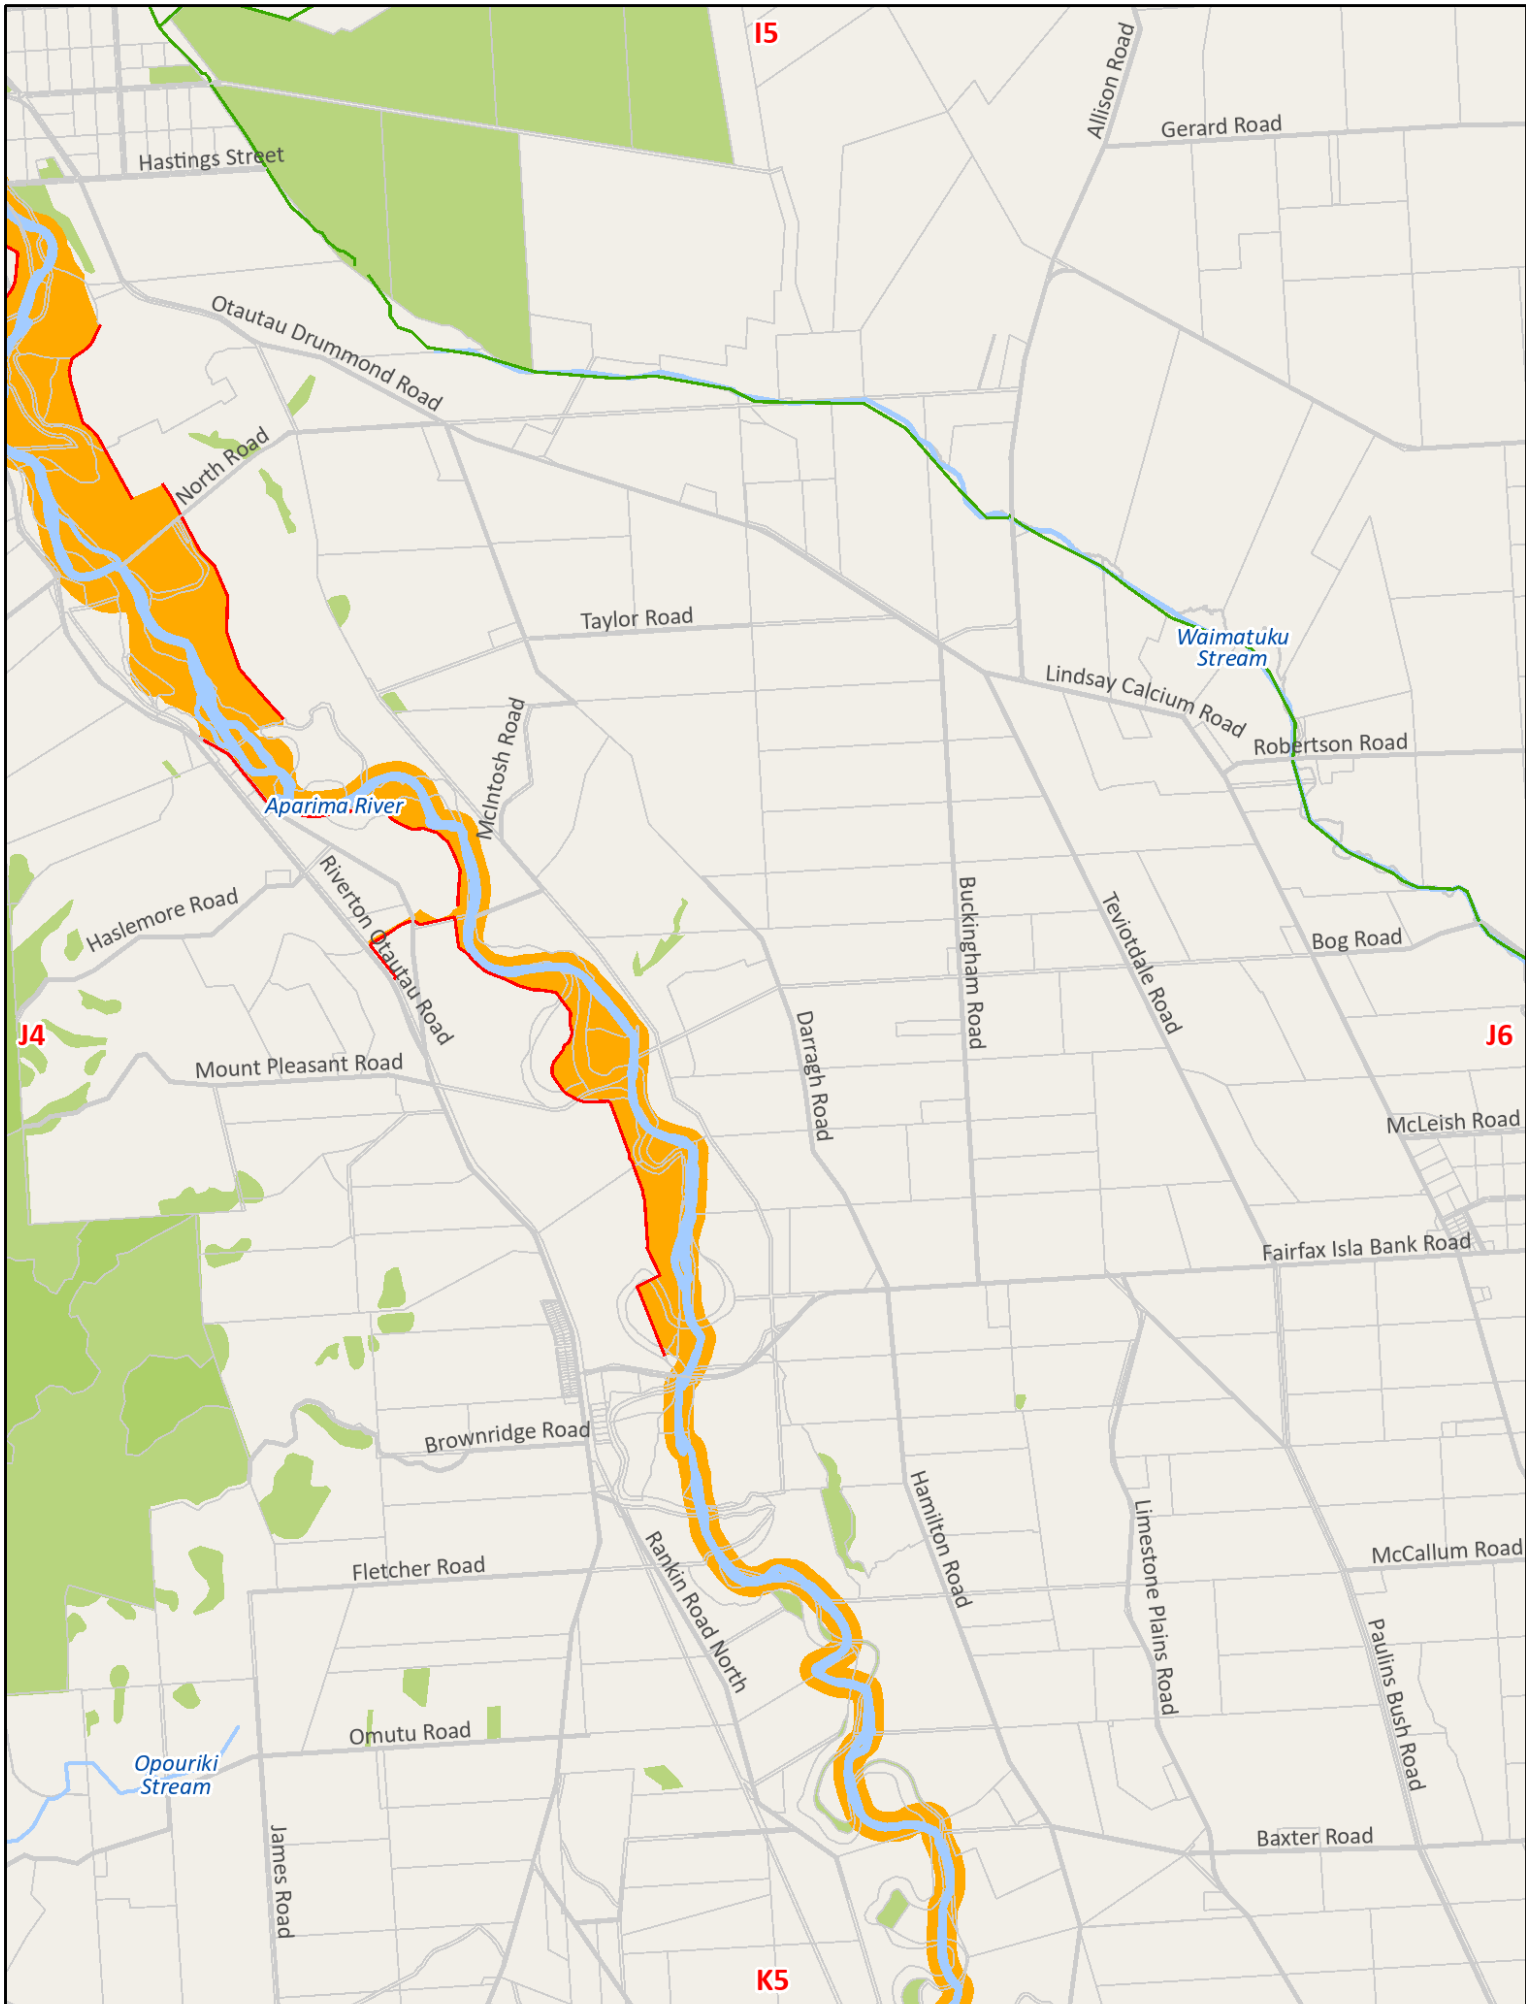 I5
Allison Road
Gerard Road
Hastings Street
Otautau Drummond Road
North Road
Taylor Road
Waimatuku
Stream
Lindsay Calcium Road
Robertson Road
McIntosh Road
Aparima River
Riverton Otautau Road
Haslemore Road
Buckingham Road
Teviotdale Road
Bog Road
J4
J6
Darragh Road
Mount Pleasant Road
McLeish Road
Fairfax Isla Bank Road
Brownridge Road
Hamilton Road
Limestone Plains Road
McCallum Road
Fletcher Road
Rankin Road North
Paulins Bush Road
Omutu Road
Opouriki
Stream
James Road
Baxter Road
K5